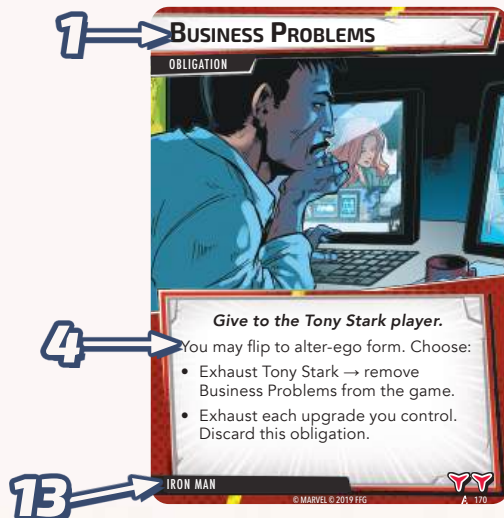 1
BUSINESS PROBLEMS
OBLIGATION
Give to the Tony Stark player.
4
You may flip to alter-ego form. Choose:
• Exhaust Tony Stark → remove
Business Problems from the game.
• Exhaust each upgrade you control.
Discard this obligation.
13
IRON MAN
© MARVEL © 2019 FFG
170